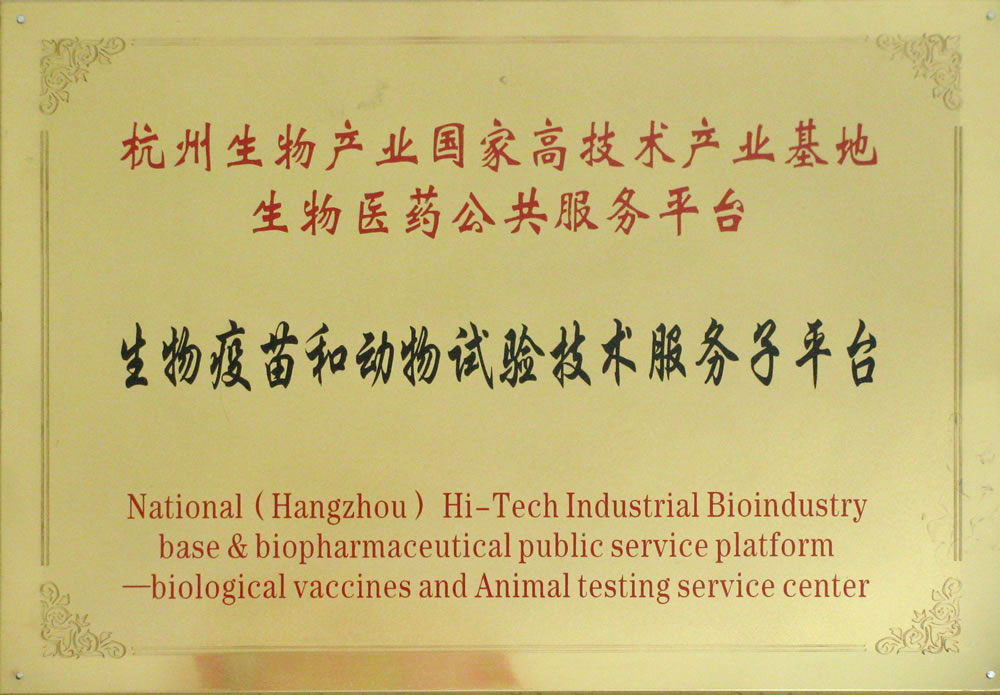 杭州生物产业国家高技术产业基地
生物医药公共服务平台
生物疫苗和动物试验技术服务子平台
National（Hangzhou） Hi-Tech Industrial Bioindustry
base & biopharmaceutical public service platform
—biological vaccines and Animal testing service center